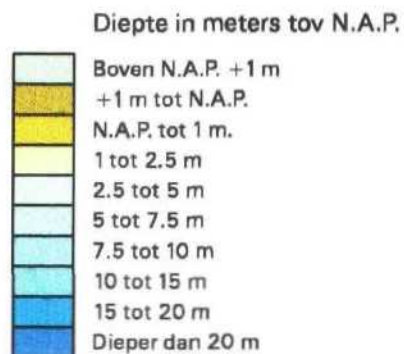 Diepte in meters tov N.A.P.
Boven N.A.P. +1 m
+1 m tot N.A.P.
N.A.P. tot 1 m.
1 tot 2.5 m
2.5 tot 5 m
5 tot 7.5 m
7.5 tot 10 m
10 tot 15 m
15 tot 20 m
Dieper dan 20 m